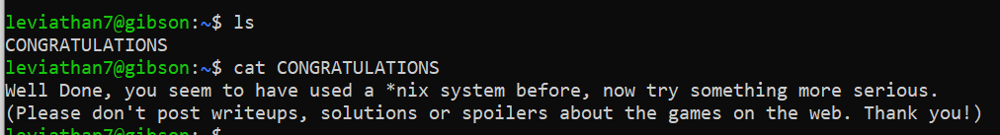 leviathan7@gibson:~$ ls
CONGRATULATIONS
leviathan7@gibson:~$ cat CONGRATULATIONS
Well Done, you seem to have used a *nix system before, now try something more serious.
(Please don't post writeups, solutions or spoilers about the games on the web. Thank you!)
leviathan7@gibson:~$